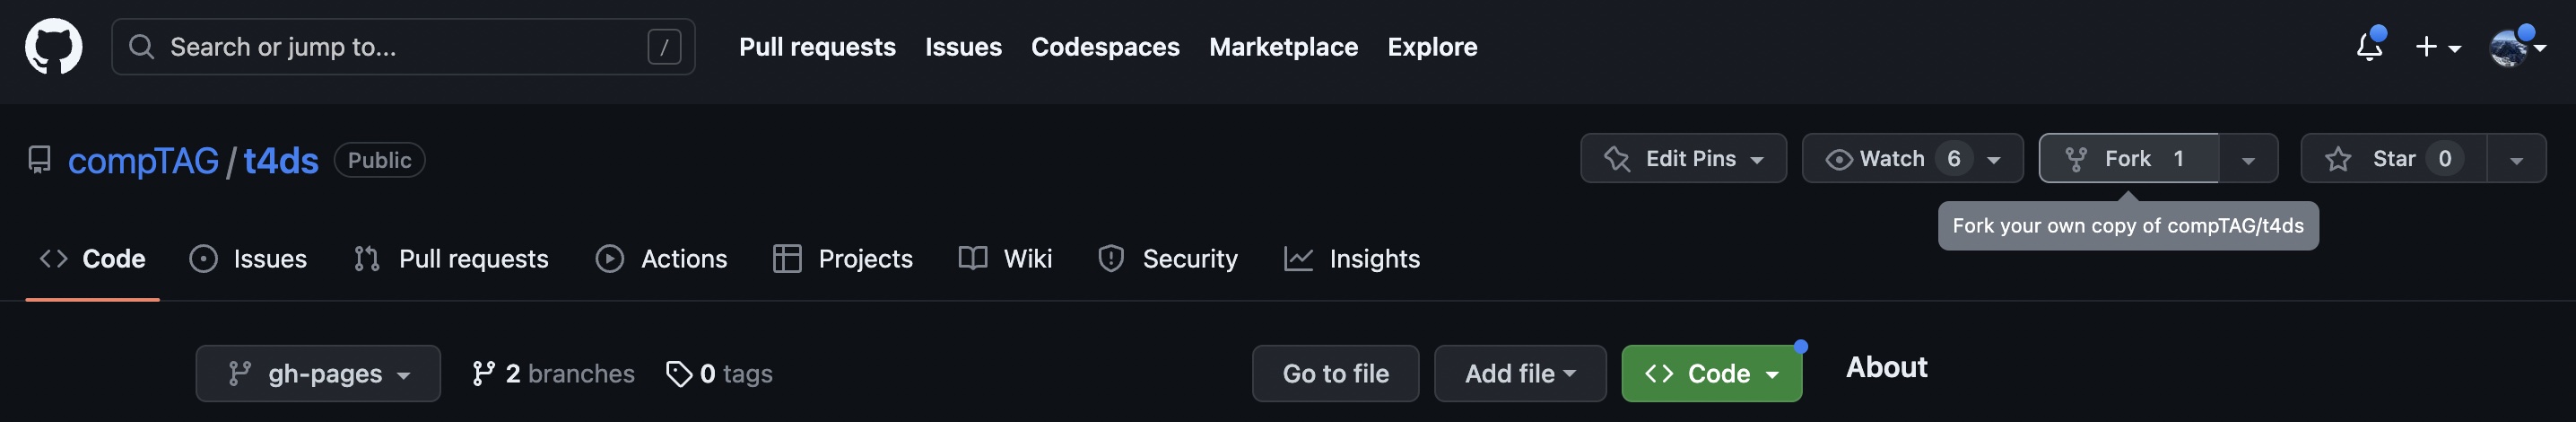 Search or jump to... / Pull requests Issues Codespaces Marketplace Explore
compTAG / t4ds Public Edit Pins Watch 6 Fork 1 Star 0
Fork your own copy of compTAG/t4ds
Code Issues Pull requests Actions Projects Wiki Security Insights
gh-pages 2 branches 0 tags Go to file Add file Code About